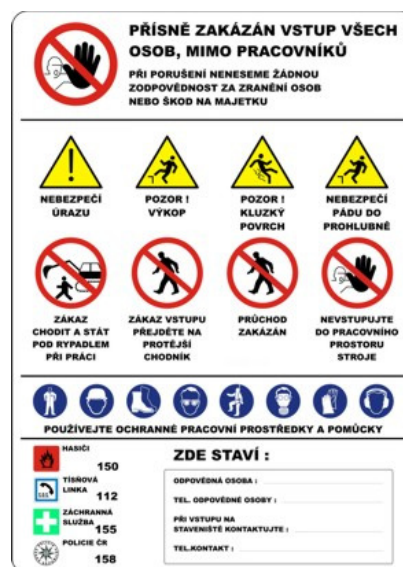 PŘÍSNĚ ZAKÁZÁN VSTUP VŠECH
OSOB, MIMO PRACOVNÍKŮ
PŘI PORUŠENÍ NENESEME ŽÁDNOU
ZODPOVĚDNOST ZA ZRANĚNÍ OSOB
NEBO ŠKOD NA MAJETKU
NEBEZPEČÍ
ÚRAZU
POZOR !
VÝKOP
POZOR !
KLUZKÝ
POVRCH
NEBEZPEČÍ
PÁDU DO
PROHLUBNĚ
ZÁKAZ
CHODIT A STÁT
POD RYPADLEM
PŘI PRÁCI
ZÁKAZ VSTUPU
PŘEJDĚTE NA
PROTĚJŠÍ
CHODNÍK
PRŮCHOD
ZAKÁZÁN
NEVSTUPUJTE
DO PRACOVNÍHO
PROSTORU
STROJE
POUŽÍVEJTE OCHRANNÉ PRACOVNÍ PROSTŘEDKY A POMŮCKY
HASIČI
150
TÍSŇOVÁ
LINKA
112
SOS
ZÁCHRANNÁ
SLUŽBA
155
POLICIE ČR
158
ZDE STAVÍ :
ODPOVĚDNÁ OSOBA :
TEL. ODPOVĚDNÉ OSOBY :
PŘI VSTUPU NA
STAVENIŠTĚ KONTAKTUJTE :
TEL.KONTAKT :